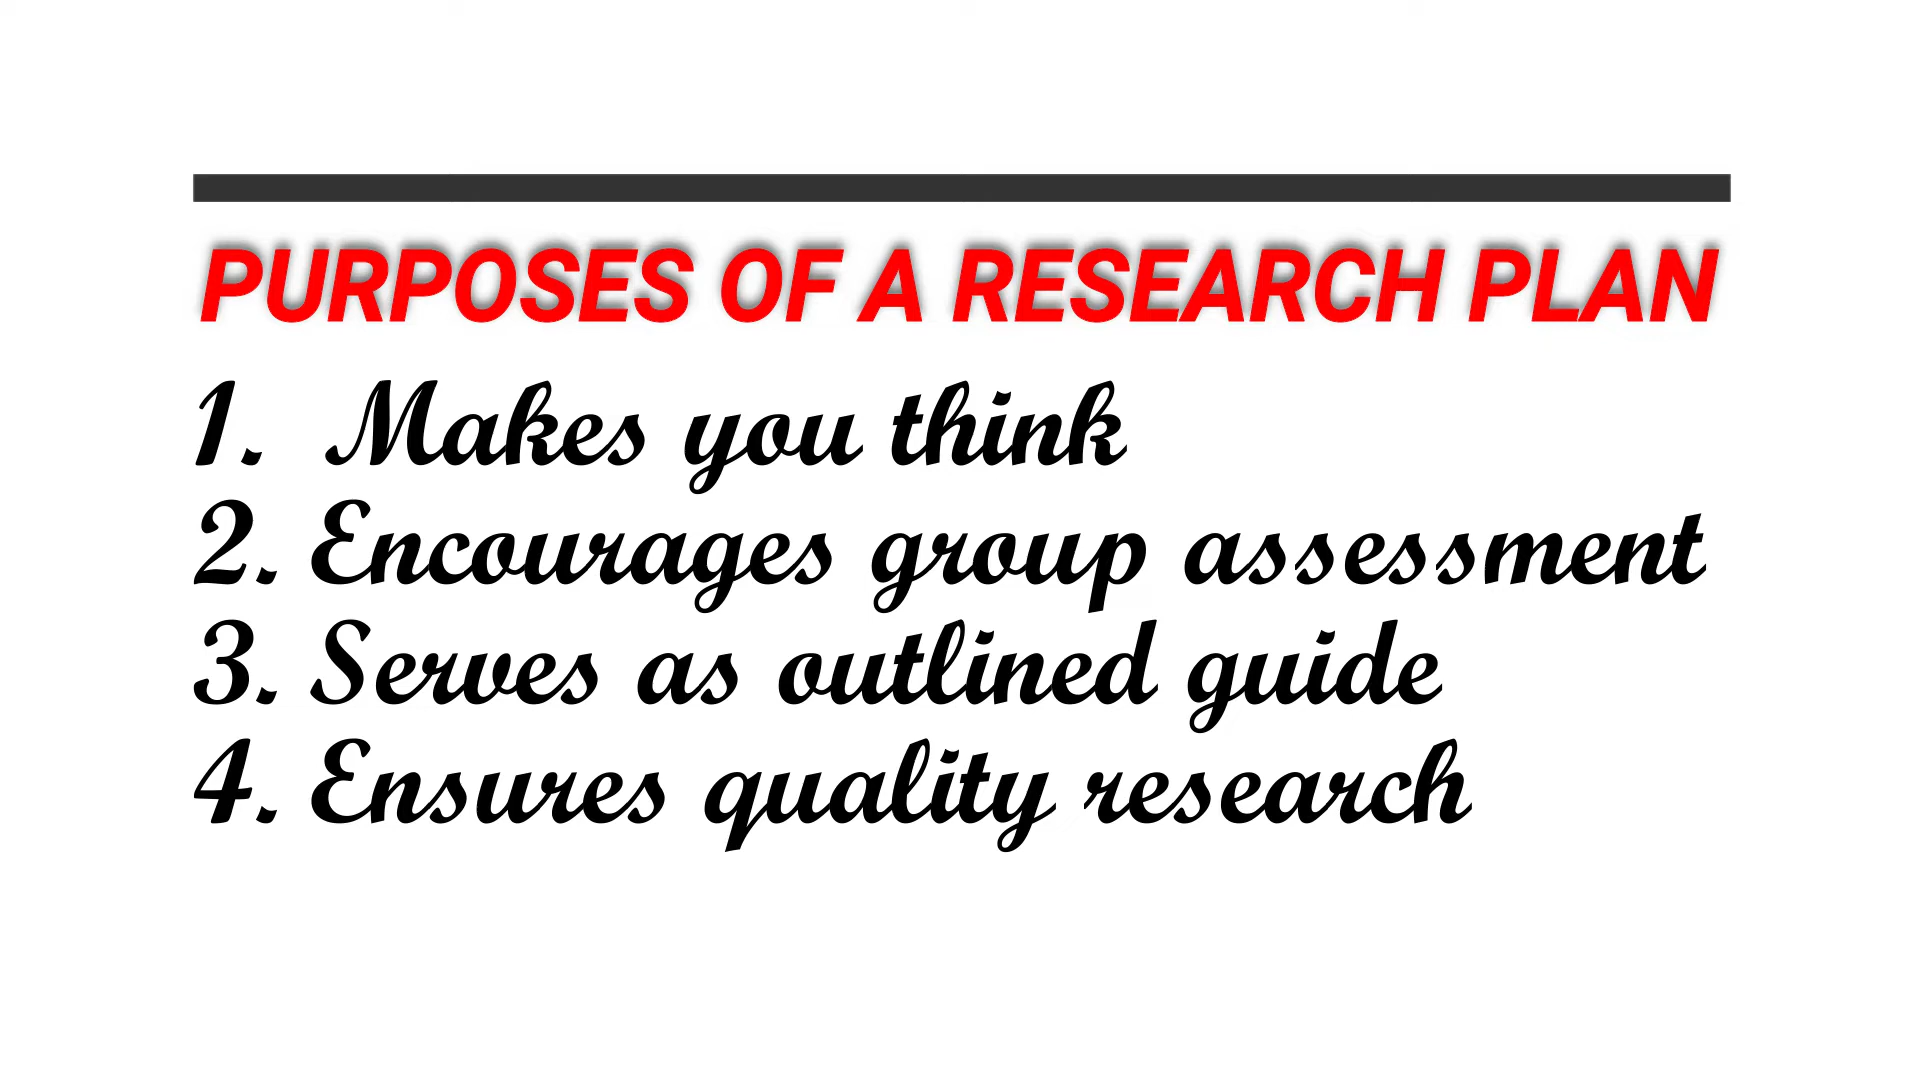 PURPOSES OF A RESEARCH PLAN
1. Makes you think
2. Encourages group assessment
3. Serves as outlined guide
4. Ensures quality research